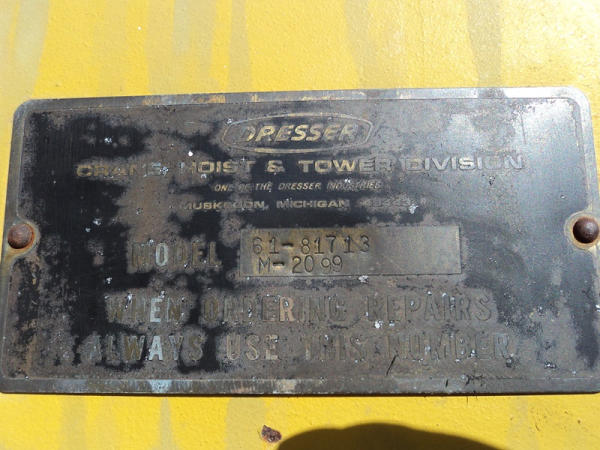 DRESSER
CRANE, HOIST & TOWER DIVISION
ONE OF THE DRESSER INDUSTRIES
MUSKEGON, MICHIGAN
MODEL 61-81713
M-2099
WHEN ORDERING REPAIRS
ALWAYS USE THIS NUMBER